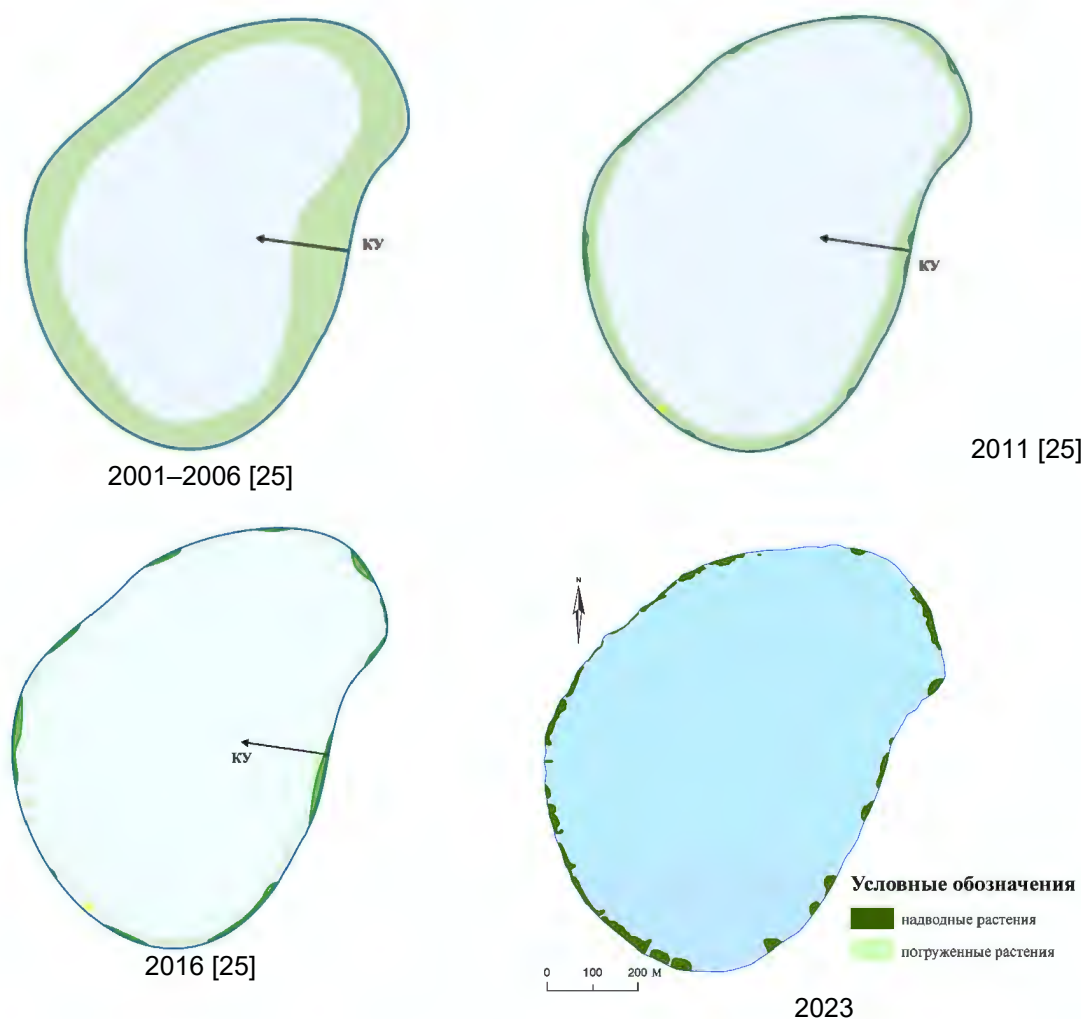 КУ
КУ
2001–2006 [25]
2011 [25]
КУ
2016 [25]
N
Условные обозначения
надводные растения
погруженные растения
0 100 200 м
2023